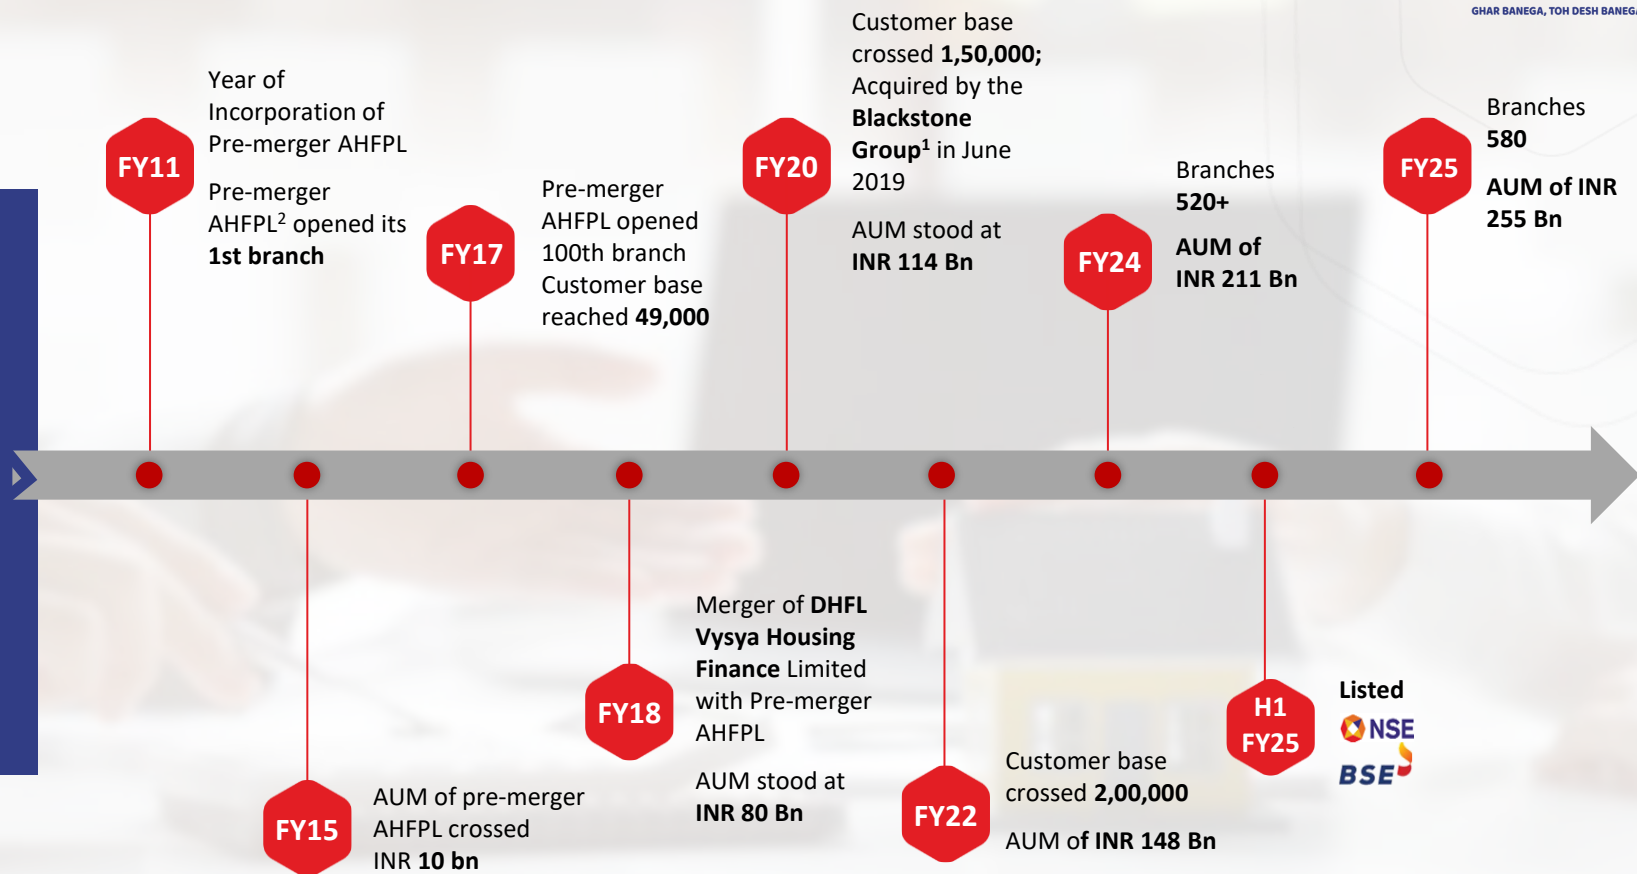 GHAR BANEGA, TOH DESH BANEGA
FY11
Year of
Incorporation of
Pre-merger AHFPL
Pre-merger
AHFPL² opened its
1st branch
FY15
AUM of pre-merger
AHFPL crossed
INR 10 bn
FY17
Pre-merger
AHFPL opened
100th branch
Customer base
reached 49,000
FY18
Merger of DHFL
Vysya Housing
Finance Limited
with Pre-merger
AHFPL
AUM stood at
INR 80 Bn
FY20
Customer base
crossed 1,50,000;
Acquired by the
Blackstone
Group¹ in June
2019
AUM stood at
INR 114 Bn
FY22
Customer base
crossed 2,00,000
AUM of INR 148 Bn
FY24
Branches
520+
AUM of
INR 211 Bn
H1
FY25
Listed
NSE
BSE
FY25
Branches
580
AUM of INR
255 Bn